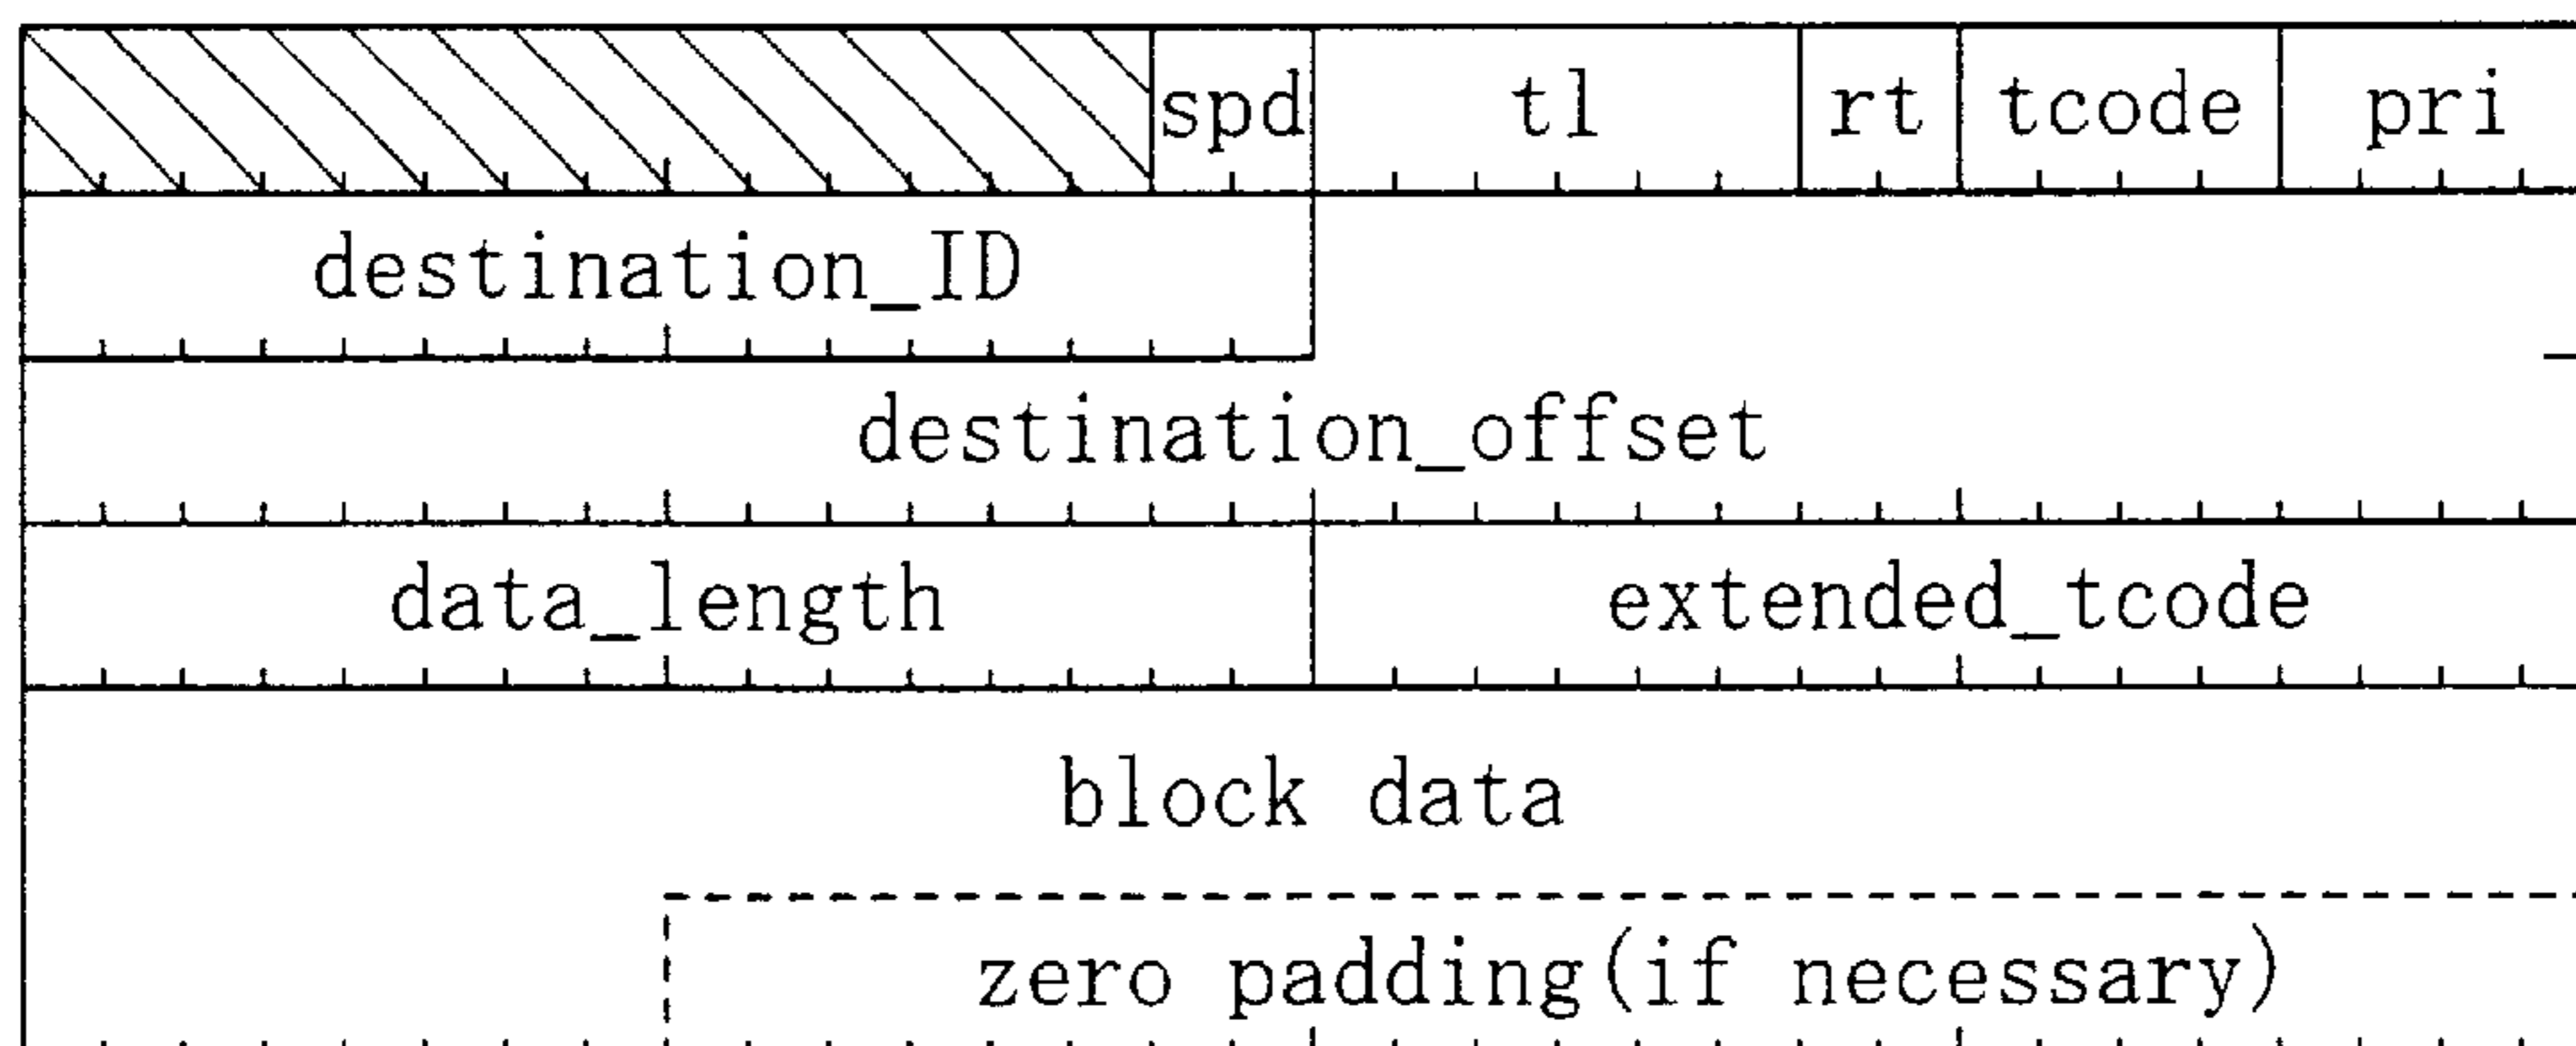 spd tl rt tcode pri
destination_ID
destination_offset
data_length extended_tcode
block data
zero padding(if necessary)